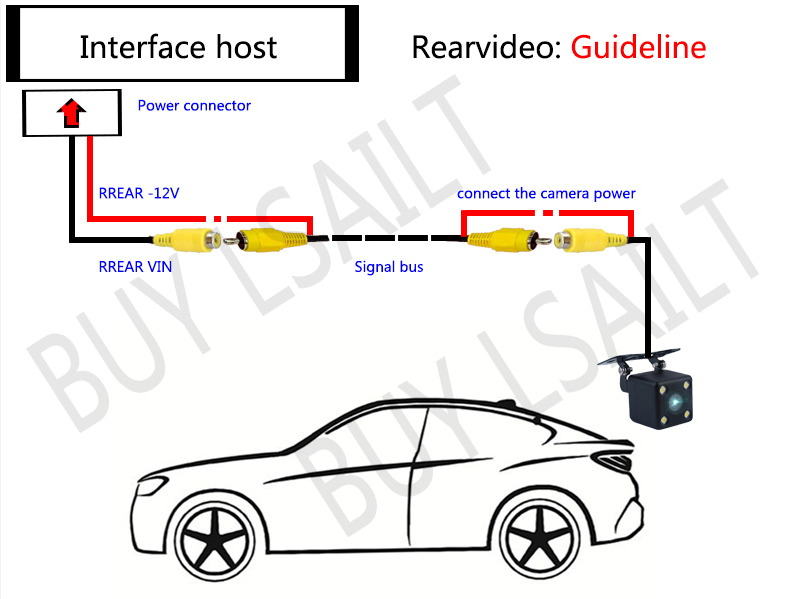 Interface host
Rearvideo: Guideline
Power connector
RREAR -12V
connect the camera power
RREAR VIN
Signal bus
BUY LSAILT
BUY LSAILT